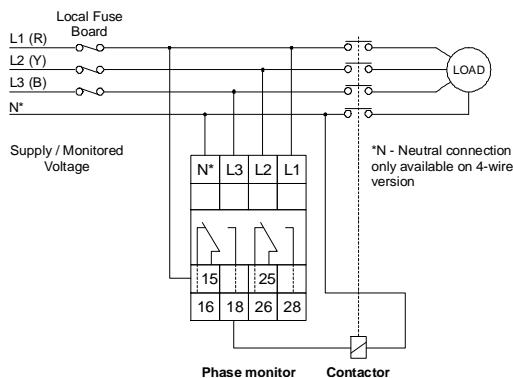 Local Fuse
Board
L1 (R)
L2 (Y)
L3 (B)
N*
LOAD
Supply / Monitored
Voltage
*N - Neutral connection
only available on 4-wire
version
N* L3 L2 L1
15 25
16 18 26 28
Phase monitor
Contactor